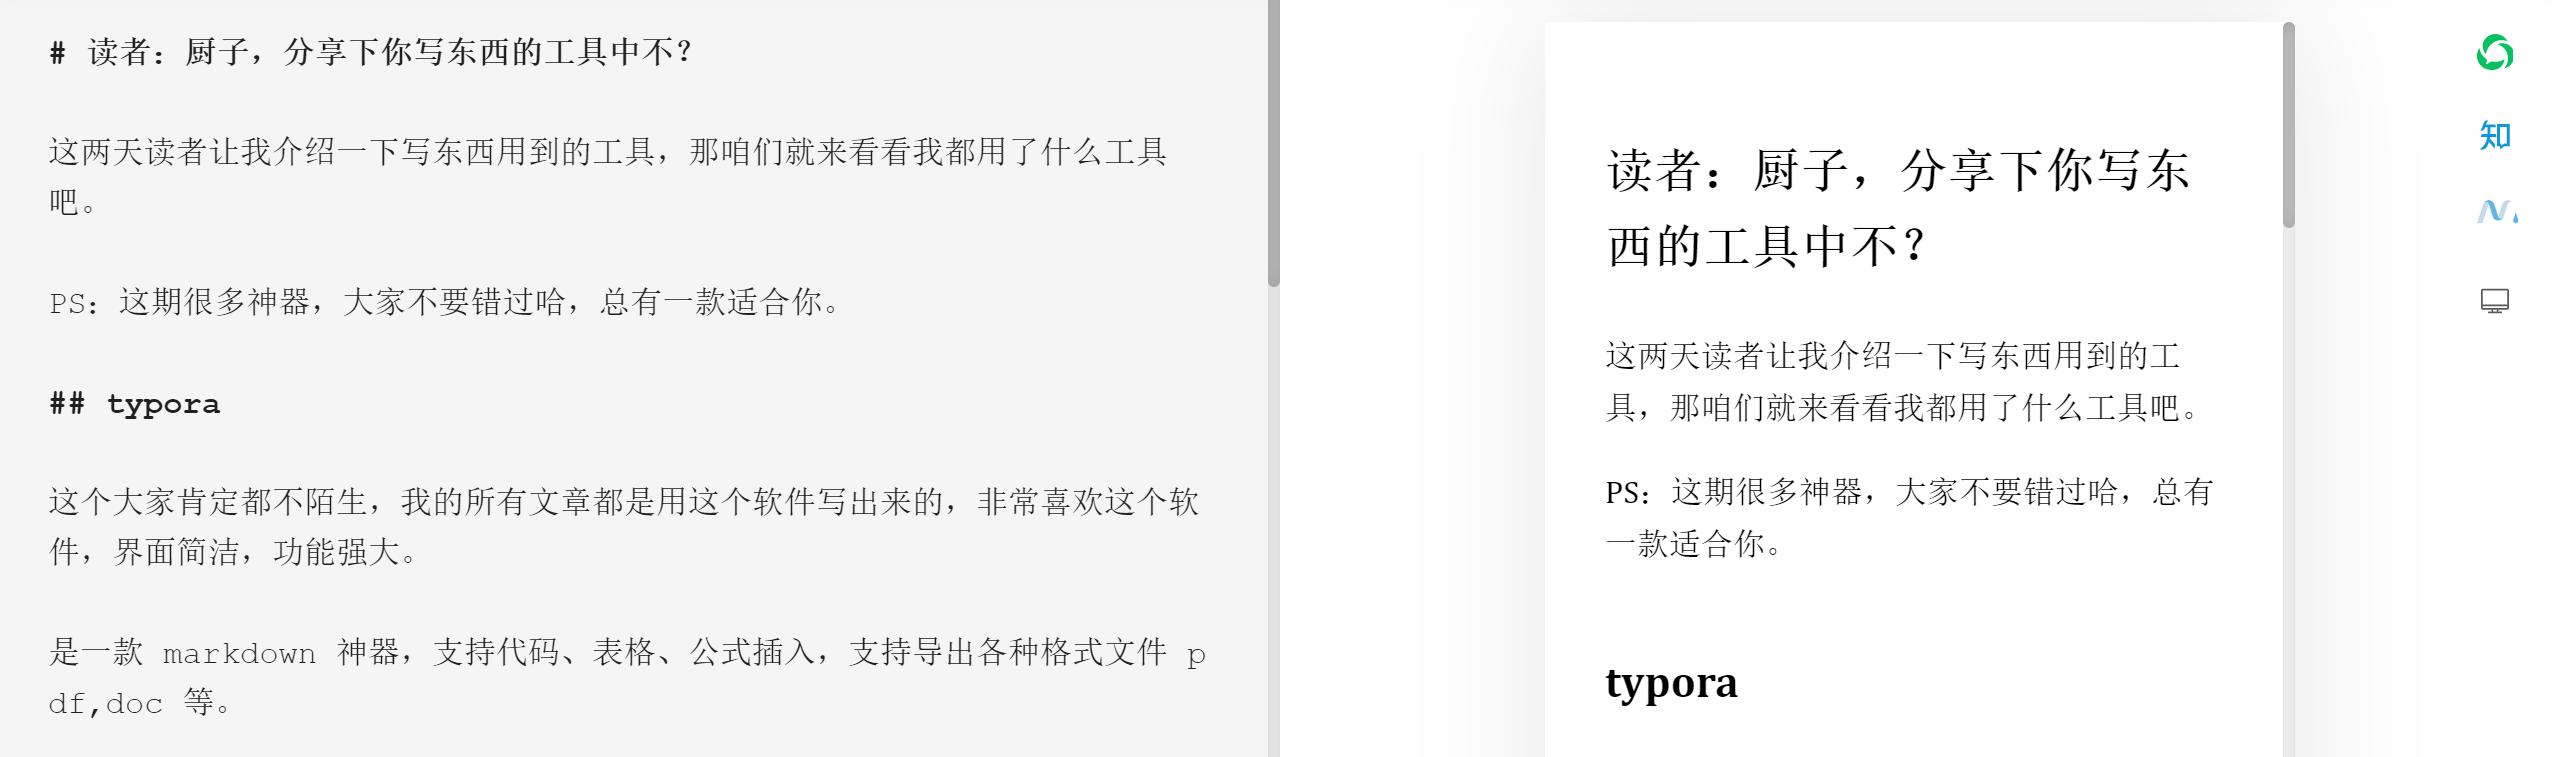 # 读者：厨子，分享下你写东西的工具中不？
这两天读者让我介绍一下写东西用到的工具，那咱们就来看看我都用了什么工具
吧。
PS：这期很多神器，大家不要错过哈，总有一款适合你。
## typora
这个大家肯定都不陌生，我的所有文章都是用这个软件写出来的，非常喜欢这个软
件，界面简洁，功能强大。
是一款 markdown 神器，支持代码、表格、公式插入，支持导出各种格式文件 p
df,doc 等。
读者：厨子，分享下你写东
西的工具中不？
这两天读者让我介绍一下写东西用到的工
具，那咱们就来看看我都用了什么工具吧。
PS：这期很多神器，大家不要错过哈，总有
一款适合你。
typora
知